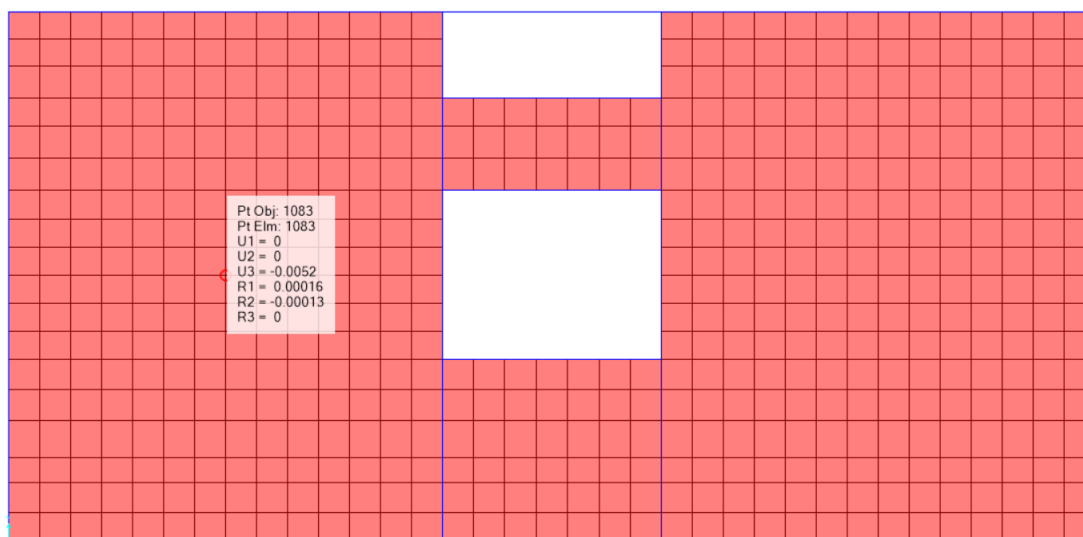 Pt Obj: 1083
Pt Elm: 1083
U1 = 0
U2 = 0
U3 = -0.0052
R1 = 0.00016
R2 = -0.00013
R3 = 0